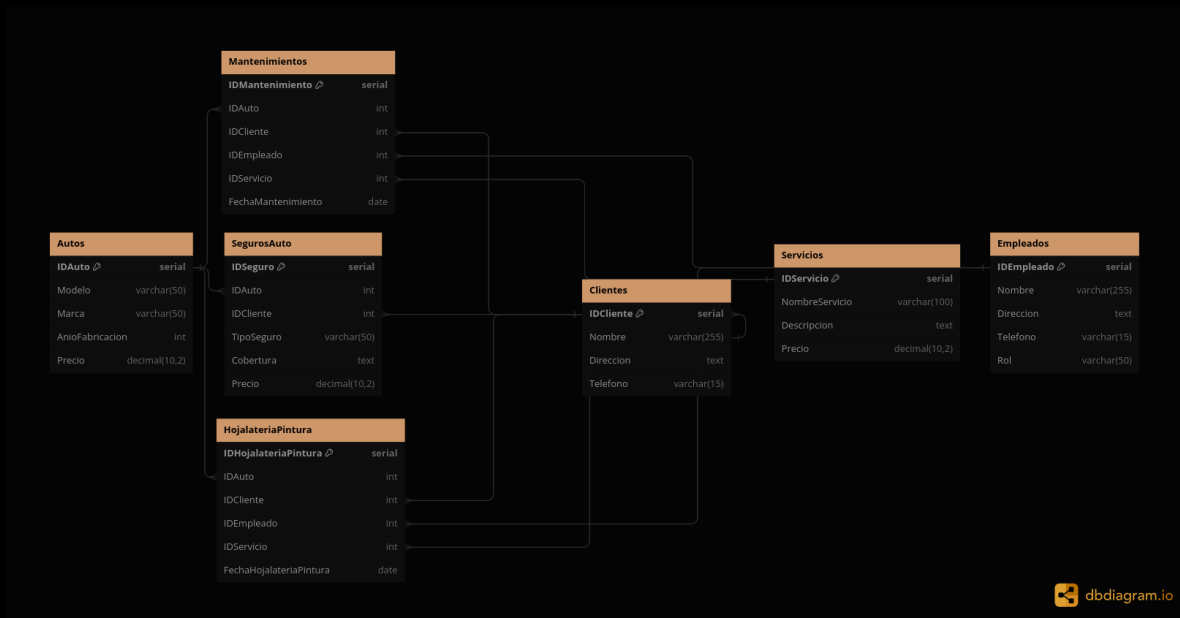 Mantenimientos
IDMantenimiento serial
IDAuto int
IDCliente int
IDEmpleado int
IDServicio int
FechaMantenimiento date
Autos
IDAuto serial
Modelo varchar(50)
Marca varchar(50)
AnioFabricacion int
Precio decimal(10,2)
SegurosAuto
IDSeguro serial
IDAuto int
IDCliente int
TipoSeguro varchar(50)
Cobertura text
Precio decimal(10,2)
Clientes
IDCliente serial
Nombre varchar(255)
Direccion text
Telefono varchar(15)
Servicios
IDServicio serial
NombreServicio varchar(100)
Descripcion text
Precio decimal(10,2)
Empleados
IDEmpleado serial
Nombre varchar(255)
Direccion text
Telefono varchar(15)
Rol varchar(50)
HojalateriaPintura
IDHojalateriaPintura serial
IDAuto int
IDCliente int
IDEmpleado int
IDServicio int
FechaHojalateriaPintura date
dbdiagram.io